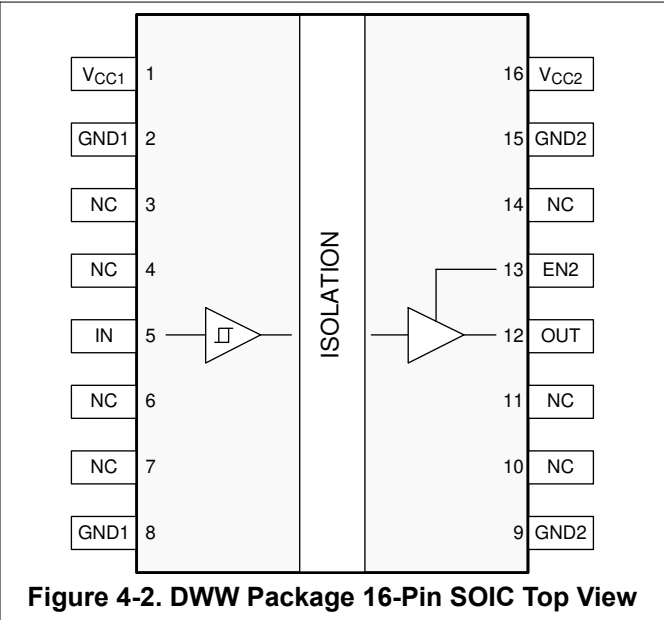 VCC1 1 16 VCC2
GND1 2 15 GND2
NC 3 14 NC
NC 4 13 EN2
ISOLATION
IN 5 12 OUT
NC 6 11 NC
NC 7 10 NC
GND1 8 9 GND2
Figure 4-2. DWW Package 16-Pin SOIC Top View